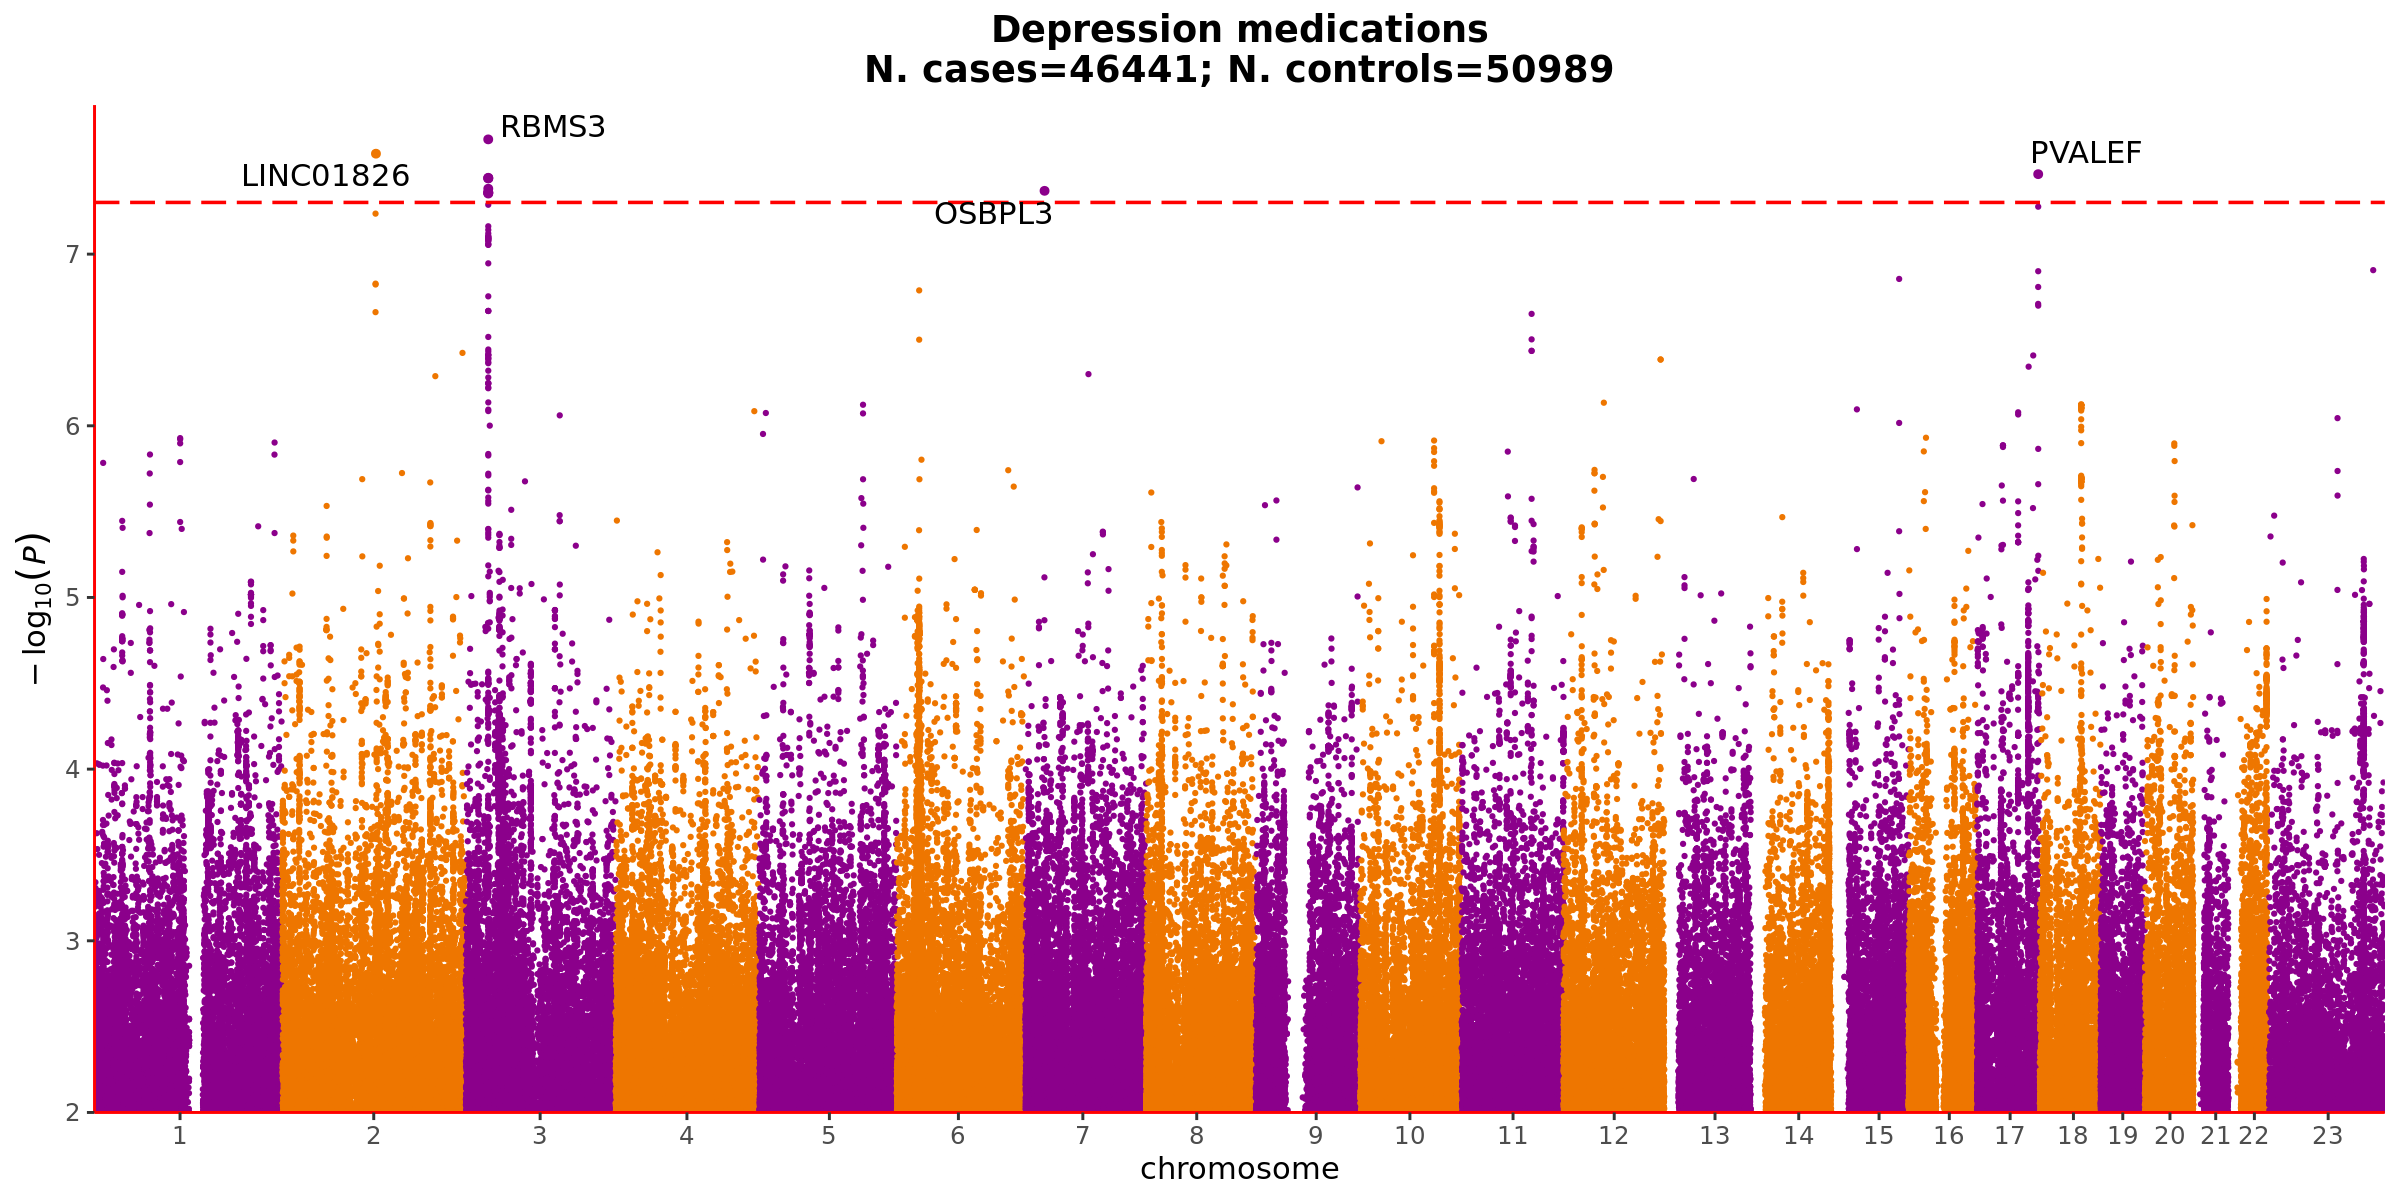 Depression medications
N. cases=46441; N. controls=50989
RBMS3
LINC01826
PVALEF
OSBPL3
7
6
5
4
3
2
−log10(P)
1 2 3 4 5 6 7 8 9 10 11 12 13 14 15 16 17 18 19 20 21 22 23
chromosome